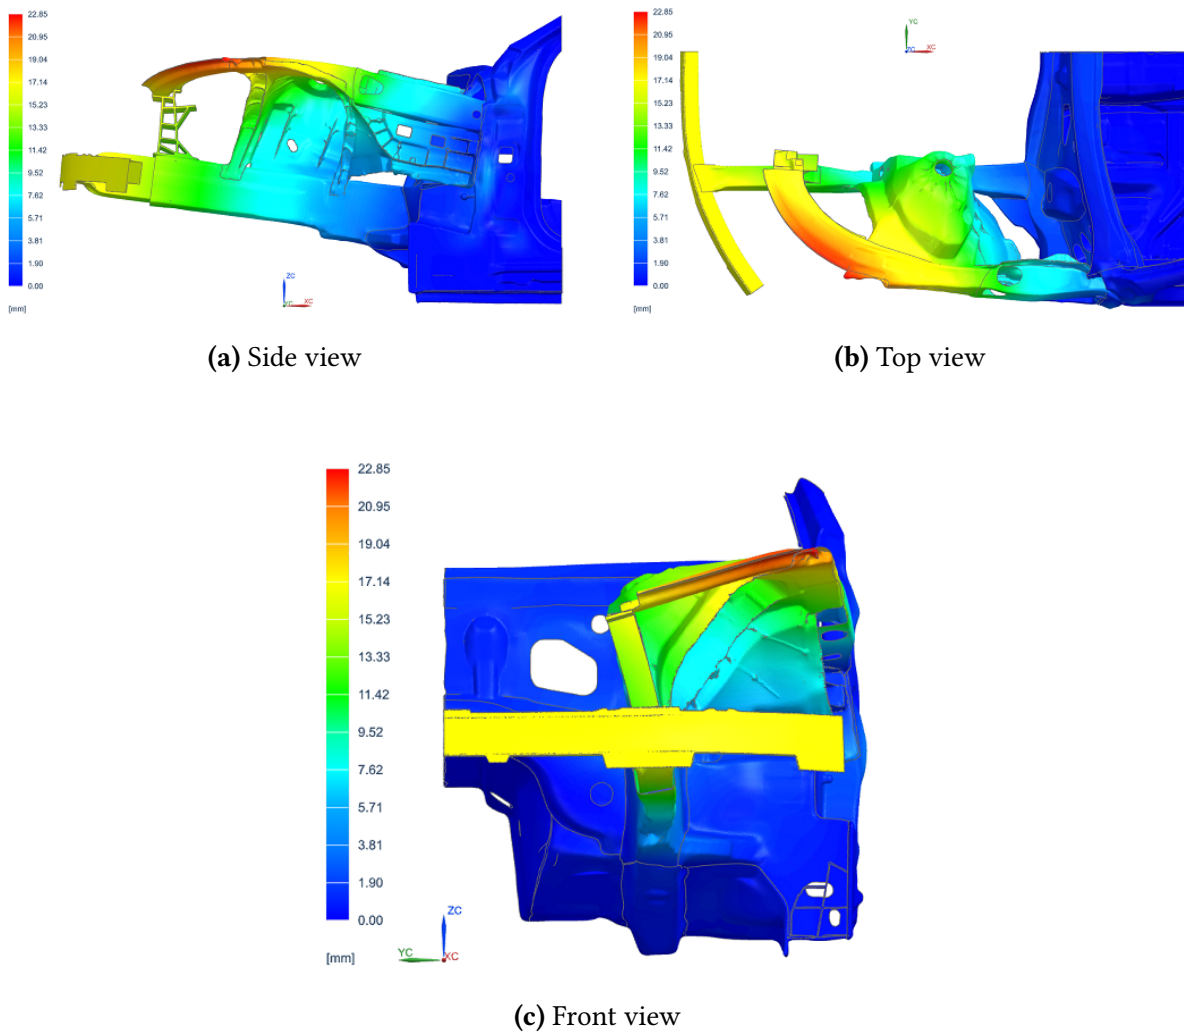 22.85
20.95
19.04
17.14
15.23
13.33
11.42
9.52
7.62
5.71
3.81
1.90
0.00
[mm]
ZC
YC
XC
(a) Side view
22.85
20.95
19.04
17.14
15.23
13.33
11.42
9.52
7.62
5.71
3.81
1.90
0.00
[mm]
YC
ZC
XC
(b) Top view
22.85
20.95
19.04
17.14
15.23
13.33
11.42
9.52
7.62
5.71
3.81
1.90
0.00
[mm]
ZC
YC
XC
(c) Front view